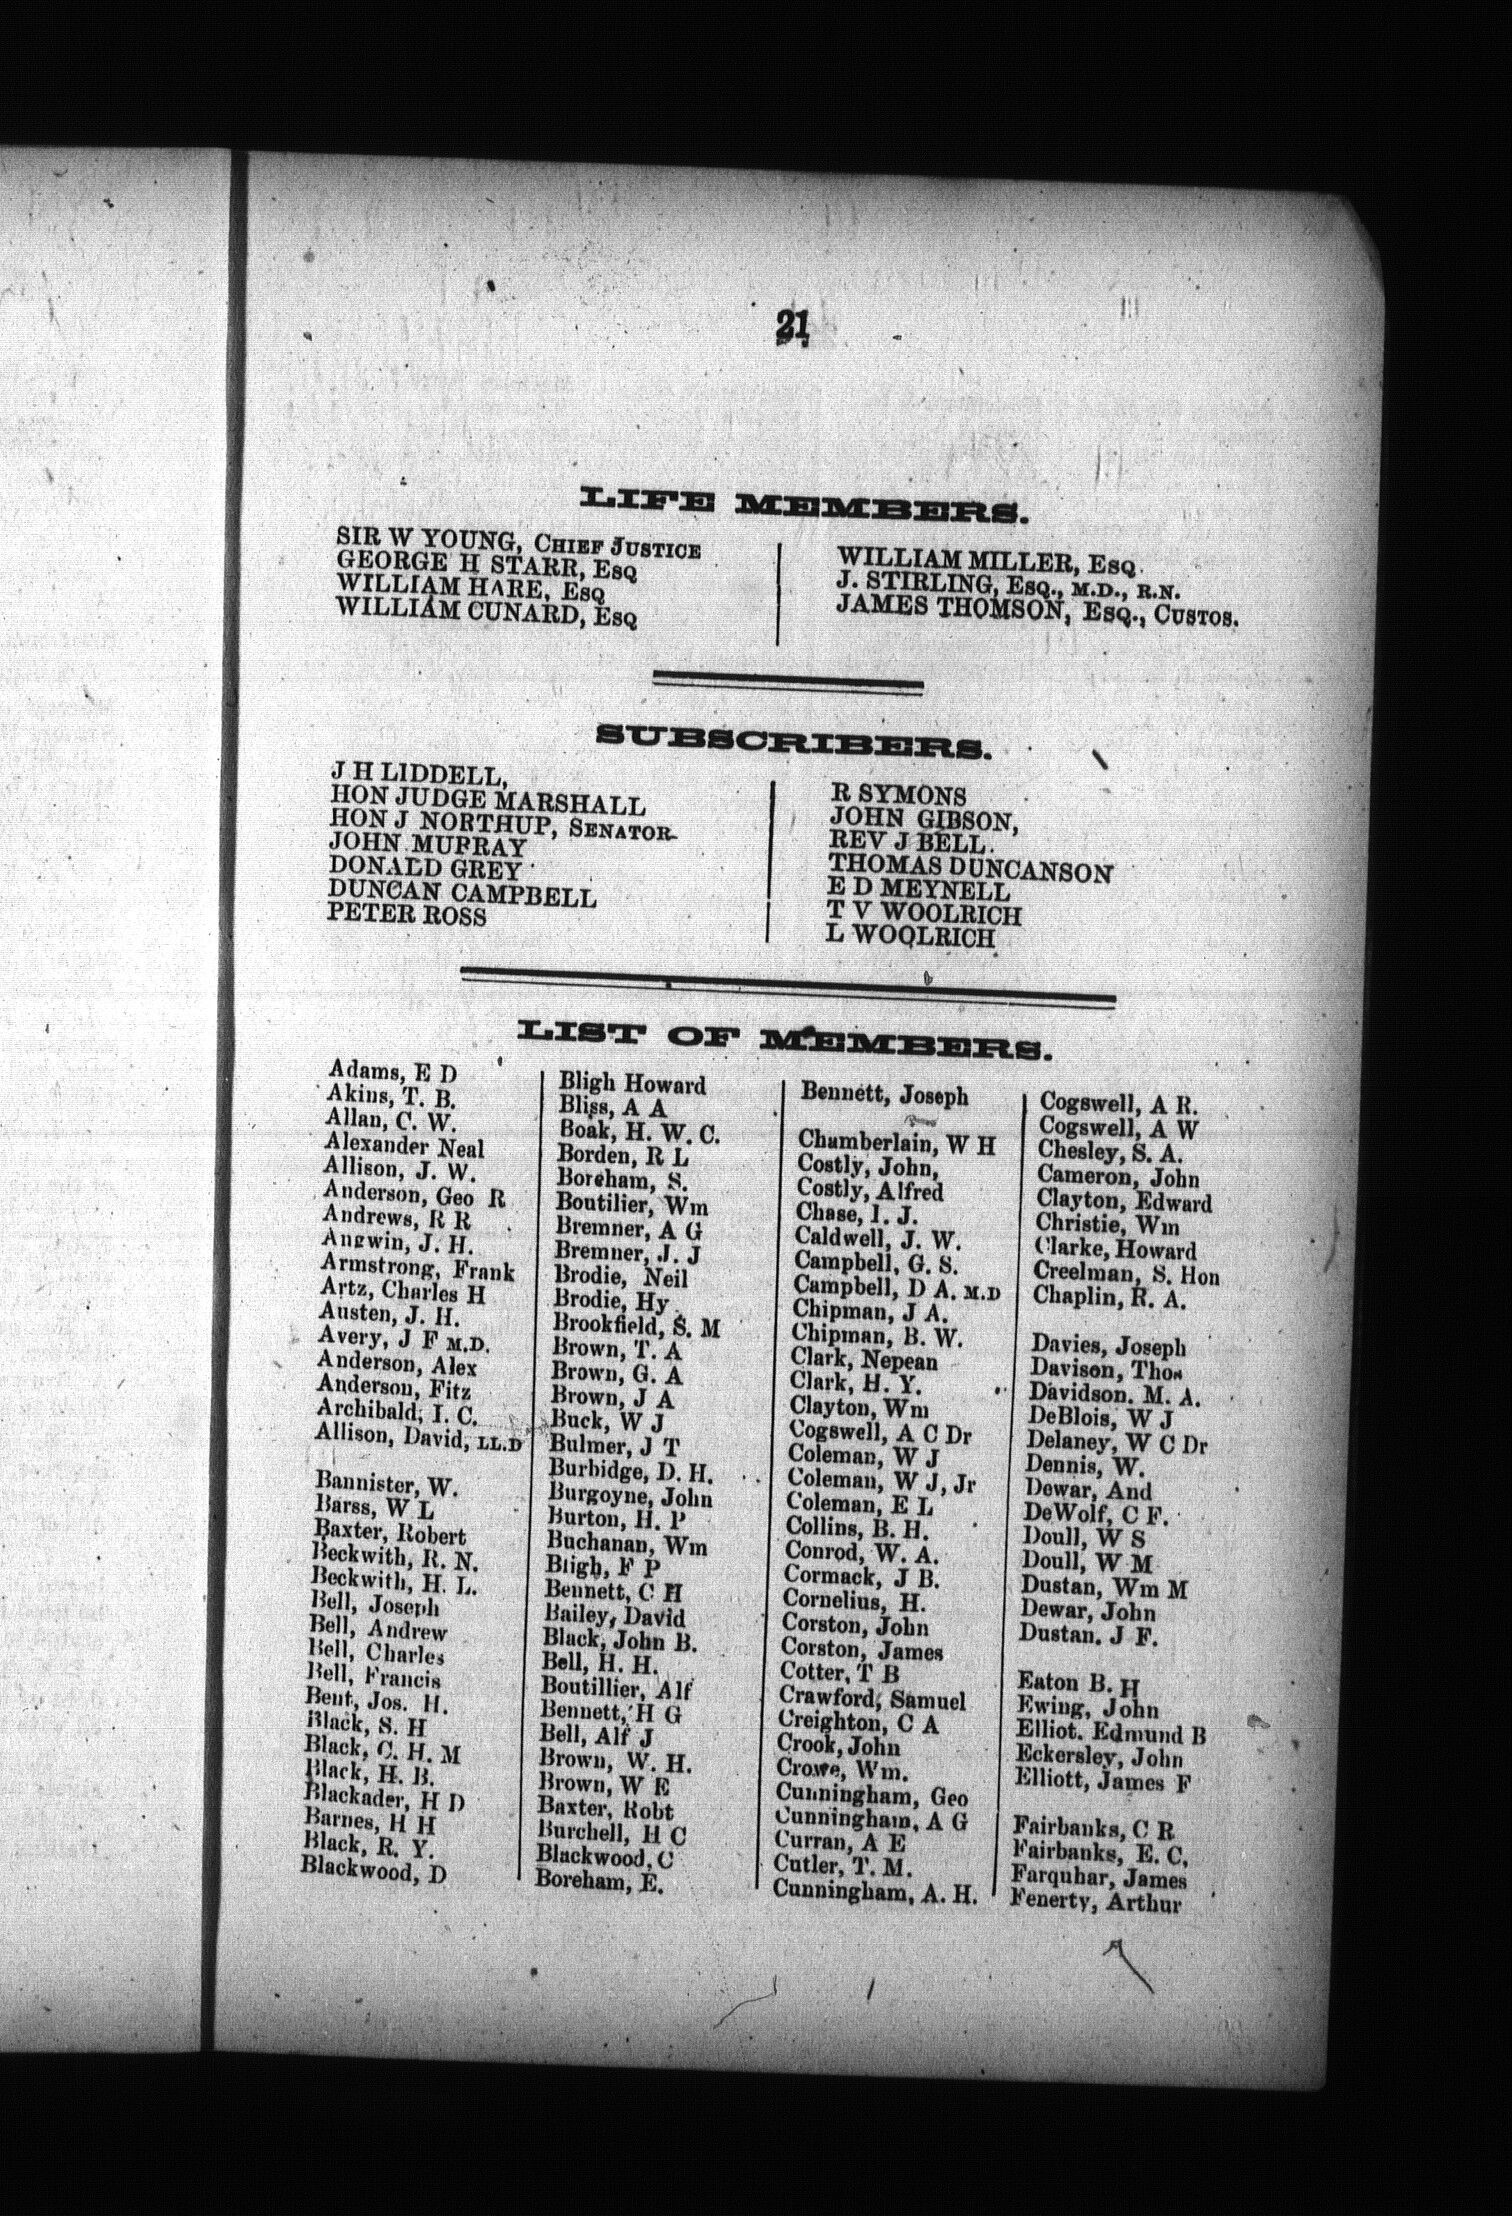 21
LIFE MEMBERS.
SIR W YOUNG, CHIEF JUSTICE
GEORGE H STARR, ESQ
WILLIAM HARE, ESQ
WILLIAM CUNARD, ESQ
WILLIAM MILLER, ESQ.
J. STIRLING, ESQ., M.D., R.N.
JAMES THOMSON, ESQ., CUSTOS.
SUBSCRIBERS.
J H LIDDELL,
HON JUDGE MARSHALL
HON J NORTHUP, SENATOR
JOHN MURRAY
DONALD GREY
DUNCAN CAMPBELL
PETER ROSS
R SYMONS
JOHN GIBSON,
REV J BELL.
THOMAS DUNCANSON
E D MEYNELL
T V WOOLRICH
L WOOLRICH
LIST OF MEMBERS.
Adams, E D
Akins, T. B.
Allan, C. W.
Alexander Neal
Allison, J. W.
Anderson, Geo R
Andrews, R R
Angwin, J. H.
Armstrong, Frank
Artz, Charles H
Austen, J. H.
Avery, J F M.D.
Anderson, Alex
Anderson, Fitz
Archibald, I. C.
Allison, David, LL.D
Bannister, W.
Barss, W L
Baxter, Robert
Beckwith, R. N.
Beckwith, H. L.
Bell, Joseph
Bell, Andrew
Bell, Charles
Bell, Francis
Bent, Jos. H.
Black, S. H
Black, C. H. M
Black, H. B.
Blackader, H D
Barnes, H H
Black, R. Y.
Blackwood, D
Bligh Howard
Bliss, A A
Boak, H. W. C.
Borden, R L
Boreham, S.
Boutilier, Wm
Bremner, A G
Bremner, J. J
Brodie, Neil
Brodie, Hy
Brookfield, S. M
Brown, T. A
Brown, G. A
Brown, J A
Buck, W J
Bulmer, J T
Burbidge, D. H.
Burgoyne, John
Burton, H. P
Buchanan, Wm
Bligh, F P
Bennett, C H
Bailey, David
Black, John B.
Bell, H. H.
Boutillier, Alf
Bennett, H G
Bell, Alf J
Brown, W. H.
Brown, W E
Baxter, Robt
Burchell, H C
Blackwood, C
Boreham, E.
Bennett, Joseph
Chamberlain, W H
Costly, John,
Costly, Alfred
Chase, I. J.
Caldwell, J. W.
Campbell, G. S.
Campbell, D A. M.D
Chipman, J A.
Chipman, B. W.
Clark, Nepean
Clark, H. Y.
Clayton, Wm
Cogswell, A C Dr
Coleman, W J
Coleman, W J, Jr
Coleman, E L
Collins, B. H.
Conrod, W. A.
Cormack, J B.
Cornelius, H.
Corston, John
Corston, James
Cotter, T B
Crawford, Samuel
Creighton, C A
Crook, John
Crowe, Wm.
Cunningham, Geo
Cunningham, A G
Curran, A E
Cutler, T. M.
Cunningham, A. H.
Cogswell, A R.
Cogswell, A W
Chesley, S. A.
Cameron, John
Clayton, Edward
Christie, Wm
Clarke, Howard
Creelman, S. Hon
Chaplin, R. A.
Davies, Joseph
Davison, Thos
Davidson. M. A.
DeBlois, W J
Delaney, W C Dr
Dennis, W.
Dewar, And
DeWolf, C F.
Doull, W S
Doull, W M
Dustan, Wm M
Dewar, John
Dustan. J F.
Eaton B. H
Ewing, John
Elliot. Edmund B
Eckersley, John
Elliott, James F
Fairbanks, C R
Fairbanks, E. C,
Farquhar, James
Fenerty, Arthur